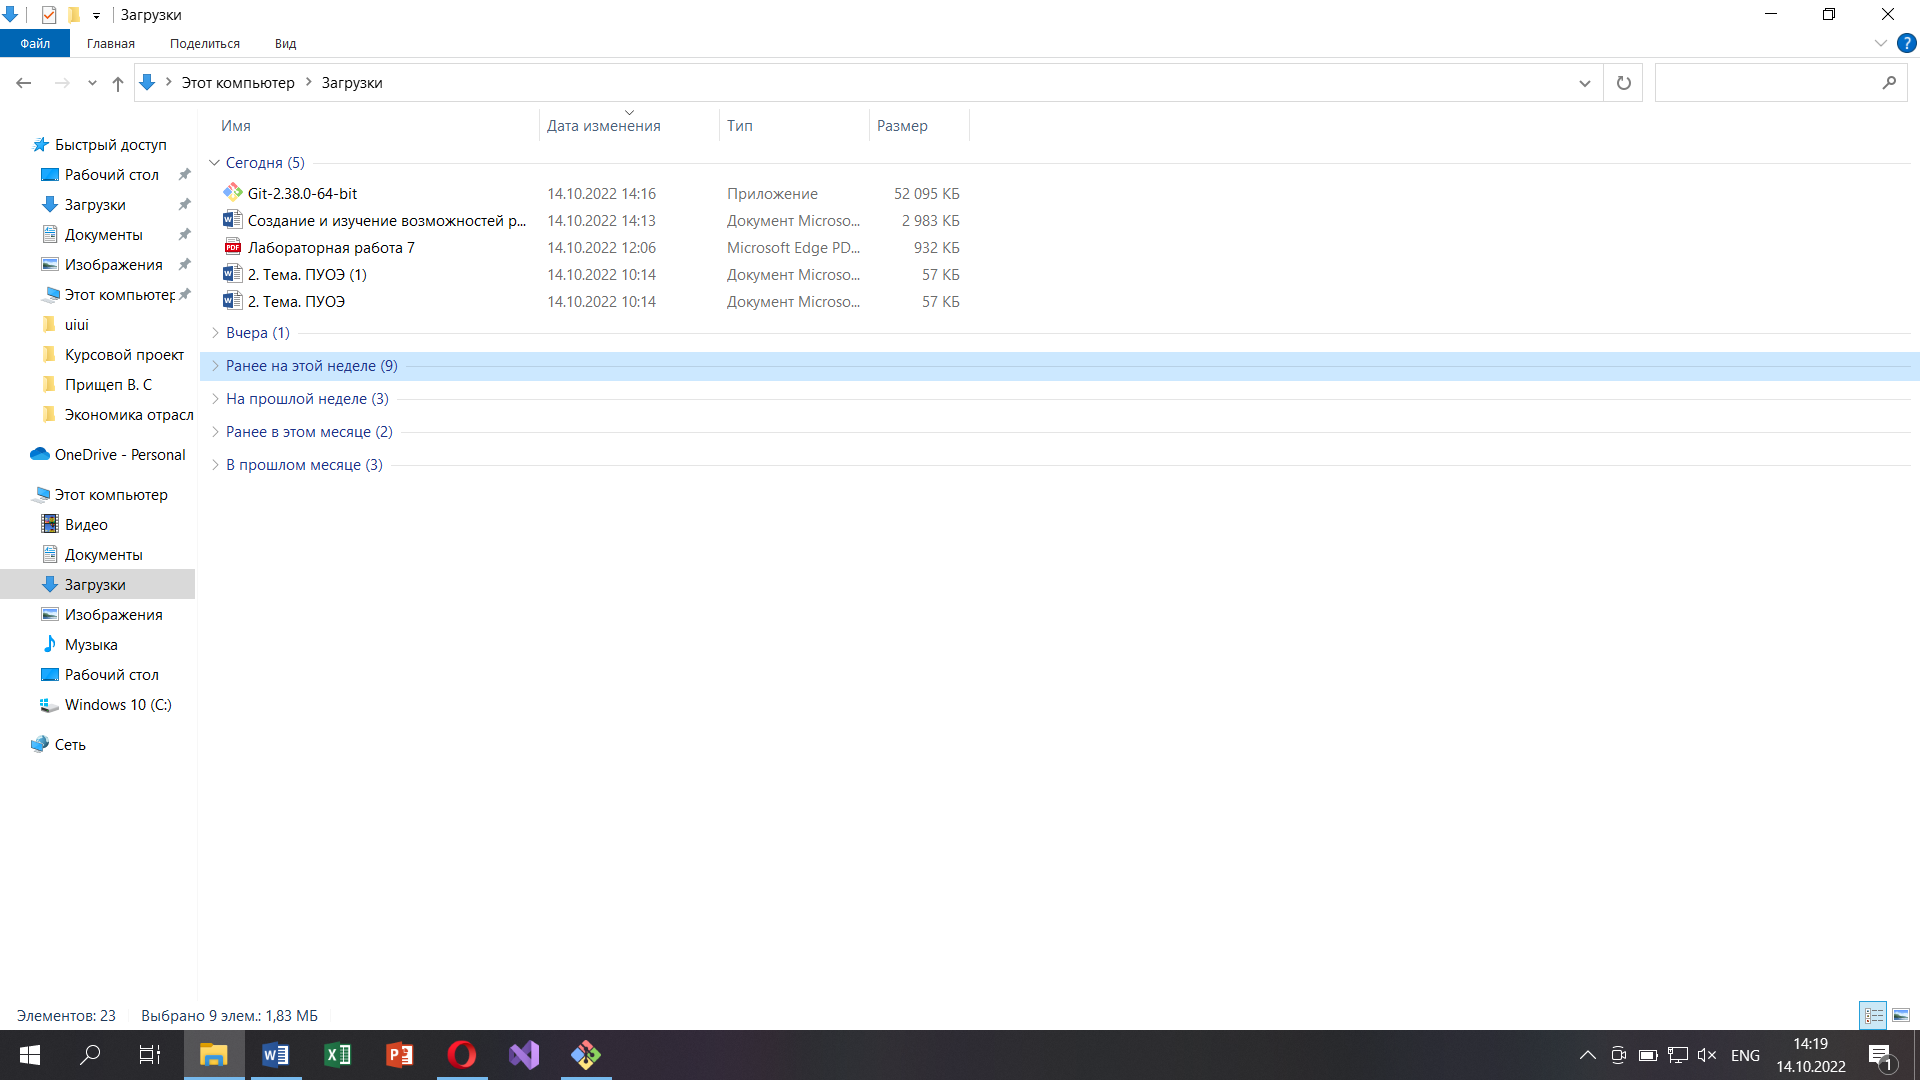 Загрузки
Файл Главная Поделиться Вид
Этот компьютер Загрузки
Имя Дата изменения Тип Размер
Быстрый доступ
Рабочий стол
Загрузки
Документы
Изображения
Этот компьютер
uiui
Курсовой проект
Прищеп В. С
Экономика отрасл
OneDrive - Personal
Этот компьютер
Видео
Документы
Загрузки
Изображения
Музыка
Рабочий стол
Windows 10 (C:)
Сеть
Сегодня (5)
Git-2.38.0-64-bit 14.10.2022 14:16 Приложение 52 095 КБ
Создание и изучение возможностей р... 14.10.2022 14:13 Документ Microso... 2 983 КБ
Лабораторная работа 7 14.10.2022 12:06 Microsoft Edge PD... 932 КБ
2. Тема. ПУОЭ (1) 14.10.2022 10:14 Документ Microso... 57 КБ
2. Тема. ПУОЭ 14.10.2022 10:14 Документ Microso... 57 КБ
Вчера (1)
Ранее на этой неделе (9)
На прошлой неделе (3)
Ранее в этом месяце (2)
В прошлом месяце (3)
Элементов: 23 Выбрано 9 элем.: 1,83 МБ
ENG 14:19
14.10.2022
1